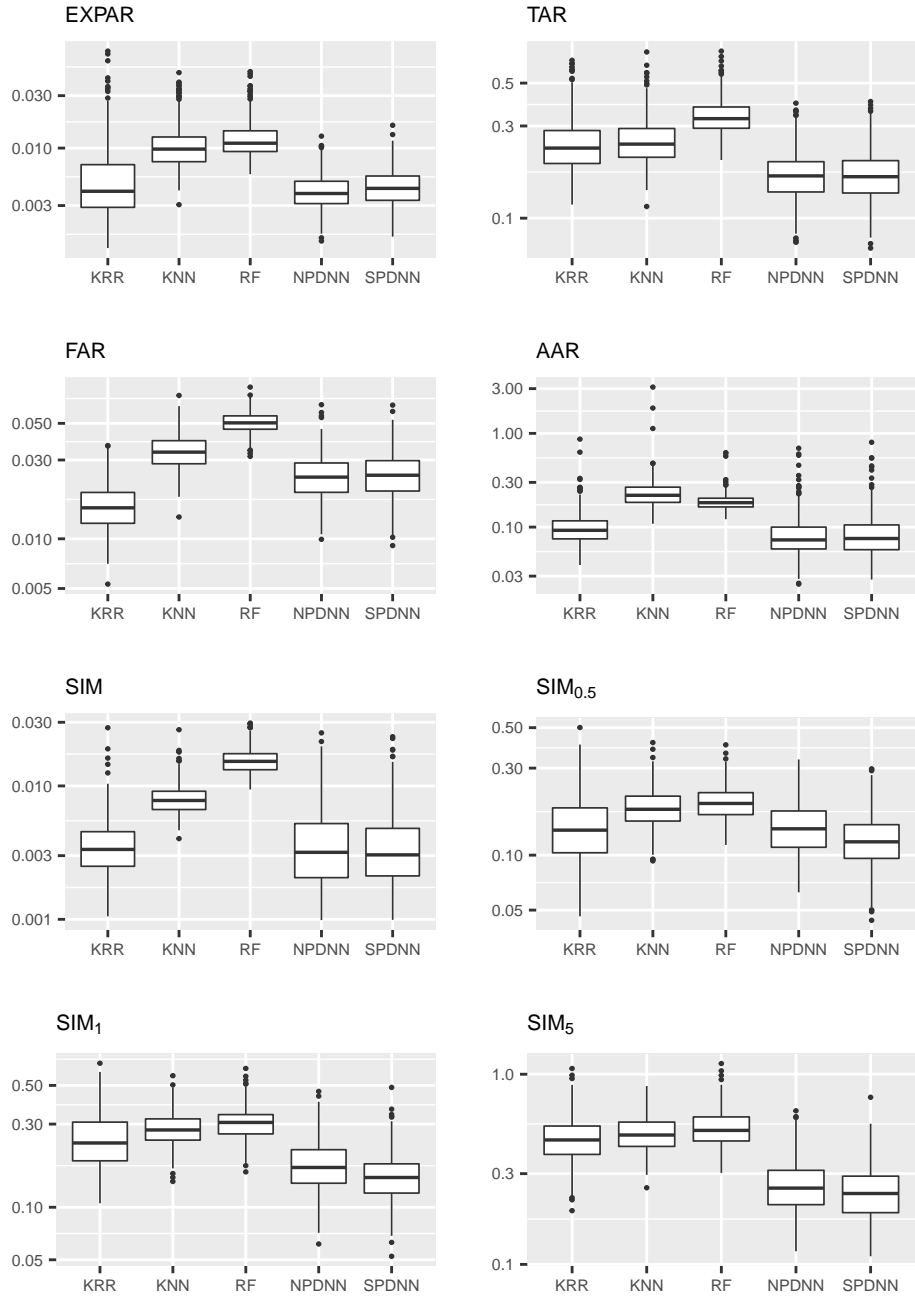 EXPAR
0.030
0.010
0.003
KRR KNN RF NPDNN SPDNN
TAR
0.5
0.3
0.1
KRR KNN RF NPDNN SPDNN
FAR
0.050
0.030
0.010
0.005
KRR KNN RF NPDNN SPDNN
AAR
3.00
1.00
0.30
0.10
0.03
KRR KNN RF NPDNN SPDNN
SIM
0.030
0.010
0.003
0.001
KRR KNN RF NPDNN SPDNN
SIM0.5
0.50
0.30
0.10
0.05
KRR KNN RF NPDNN SPDNN
SIM1
0.50
0.30
0.10
0.05
KRR KNN RF NPDNN SPDNN
SIM5
1.0
0.3
0.1
KRR KNN RF NPDNN SPDNN